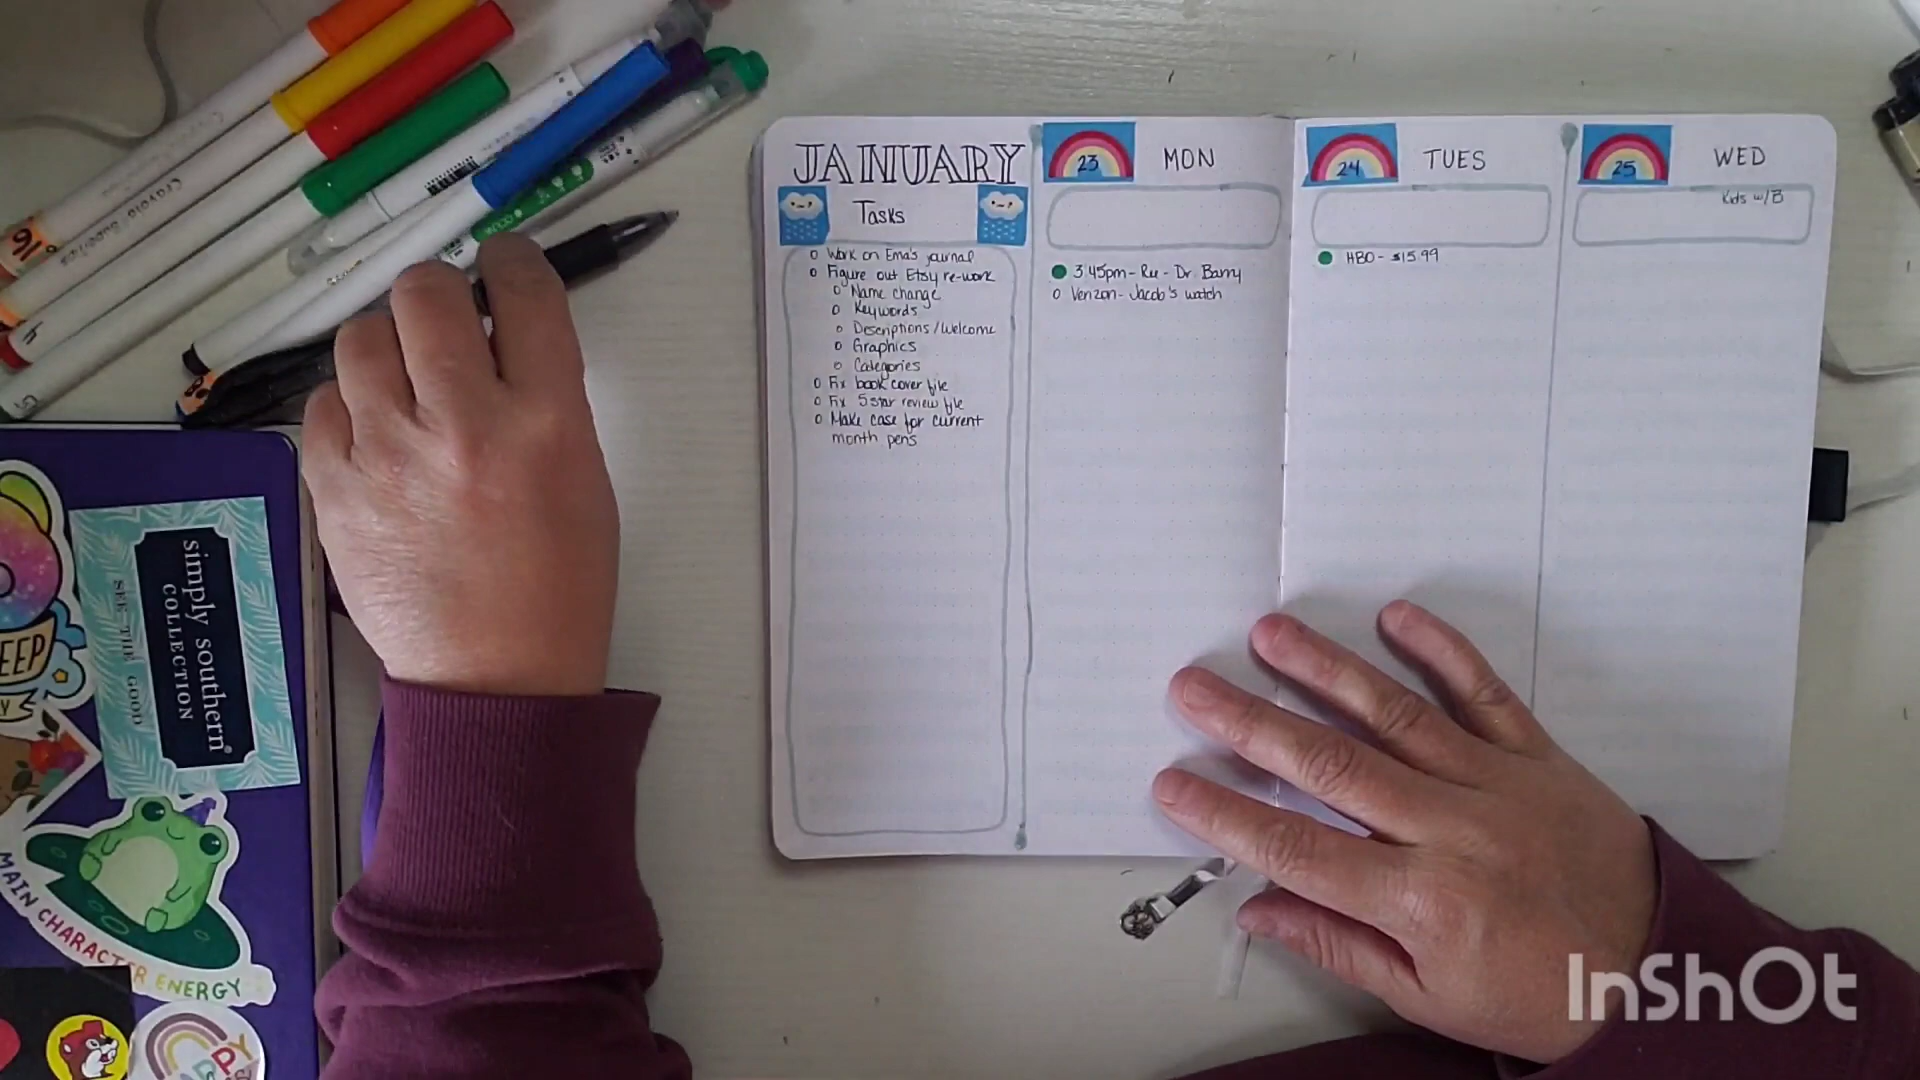 JANUARY
Tasks
Work on Ema's journal
Figure out Etsy re-work
Name change
Keywords
Descriptions/Welcome
Graphics
Categories
Fix book cover file
Fix 5 star review file
Make case for current
month pens
23 MON
3:45pm - Ru - Dr. Barry
Verizon - Jacob's watch
24 TUES
HBO - $15.99
25 WED
Kids w/B
Crayola Super
simply southern®
COLLECTION
SEE THE GOOD
EEP
MAIN CHARACTER ENERGY
InShOt